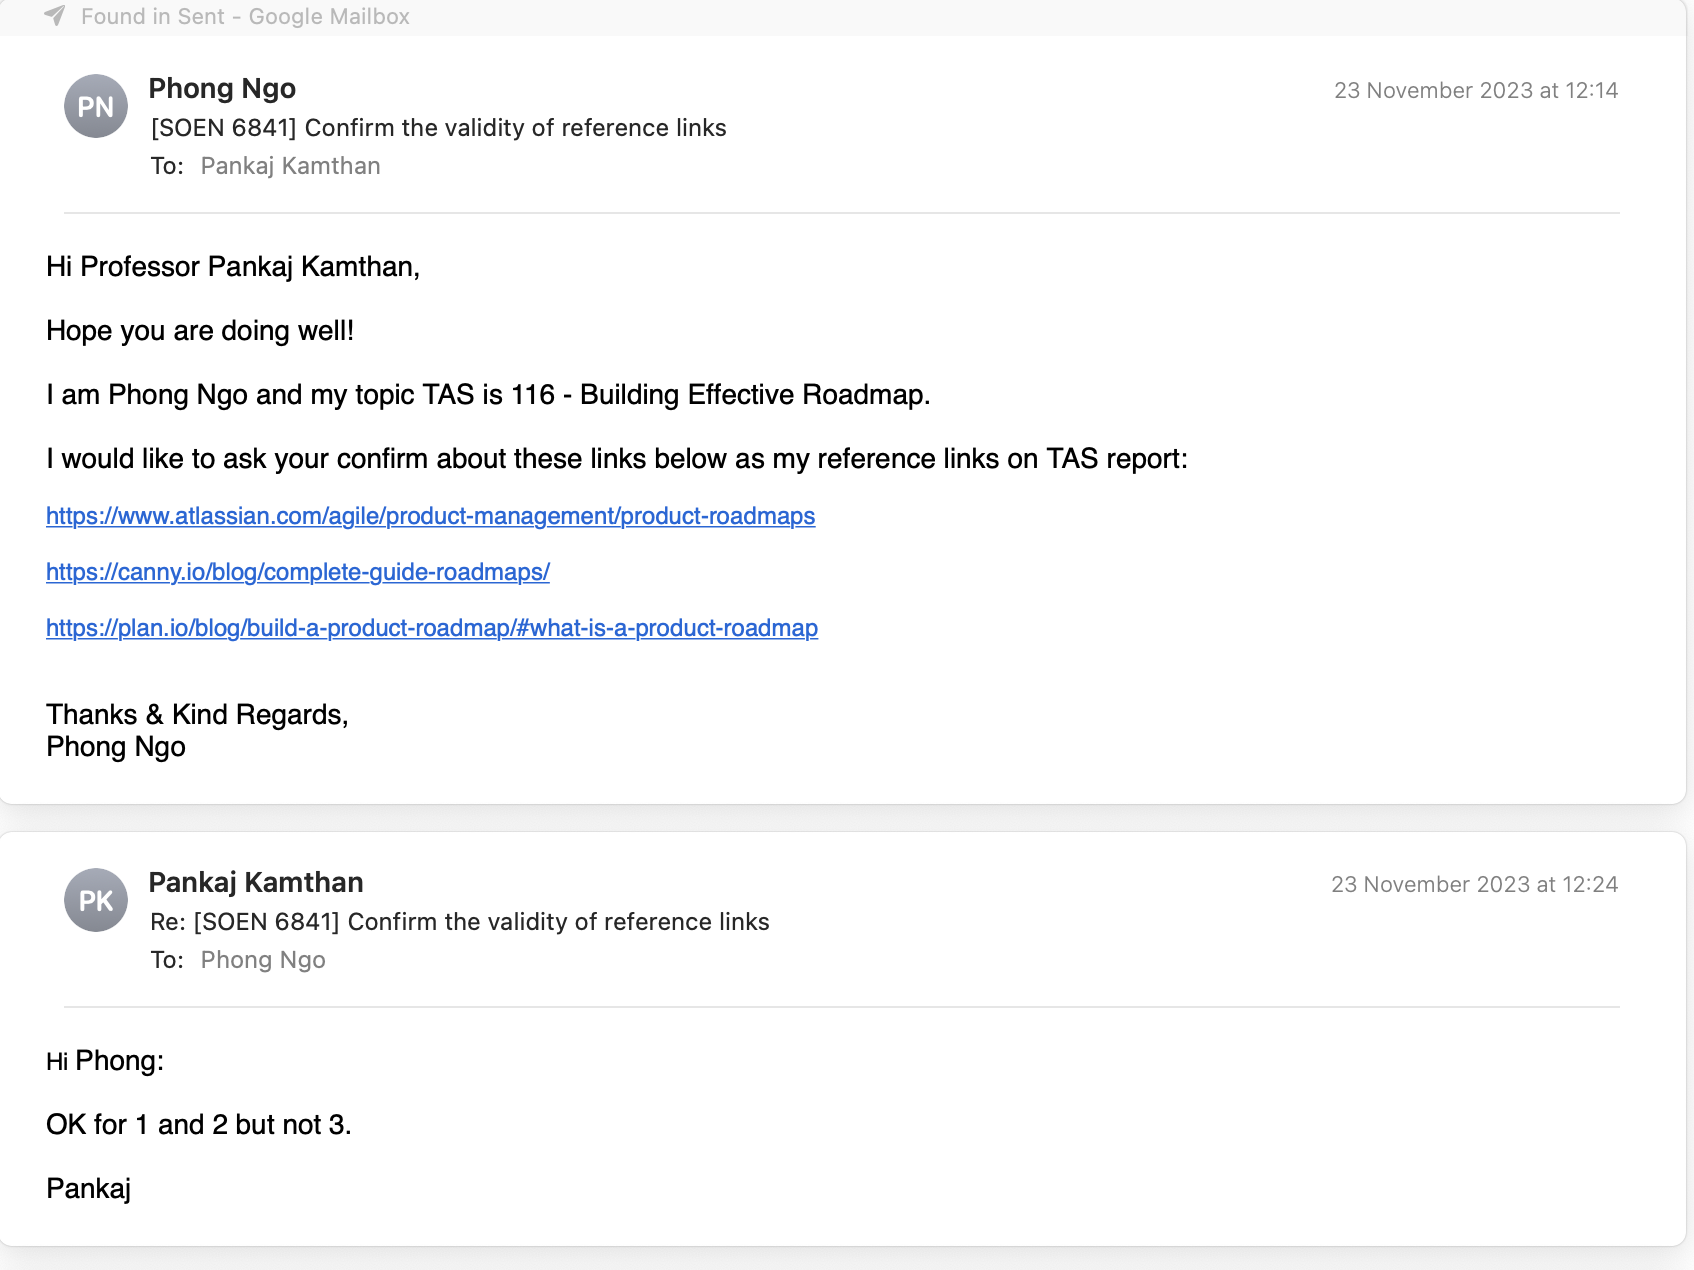 Found in Sent - Google Mailbox
PN
Phong Ngo
23 November 2023 at 12:14
[SOEN 6841] Confirm the validity of reference links
To: Pankaj Kamthan
Hi Professor Pankaj Kamthan,
Hope you are doing well!
I am Phong Ngo and my topic TAS is 116 - Building Effective Roadmap.
I would like to ask your confirm about these links below as my reference links on TAS report:
https://www.atlassian.com/agile/product-management/product-roadmaps
https://canny.io/blog/complete-guide-roadmaps/
https://plan.io/blog/build-a-product-roadmap/#what-is-a-product-roadmap
Thanks & Kind Regards,
Phong Ngo
PK
Pankaj Kamthan
23 November 2023 at 12:24
Re: [SOEN 6841] Confirm the validity of reference links
To: Phong Ngo
Hi Phong:
OK for 1 and 2 but not 3.
Pankaj